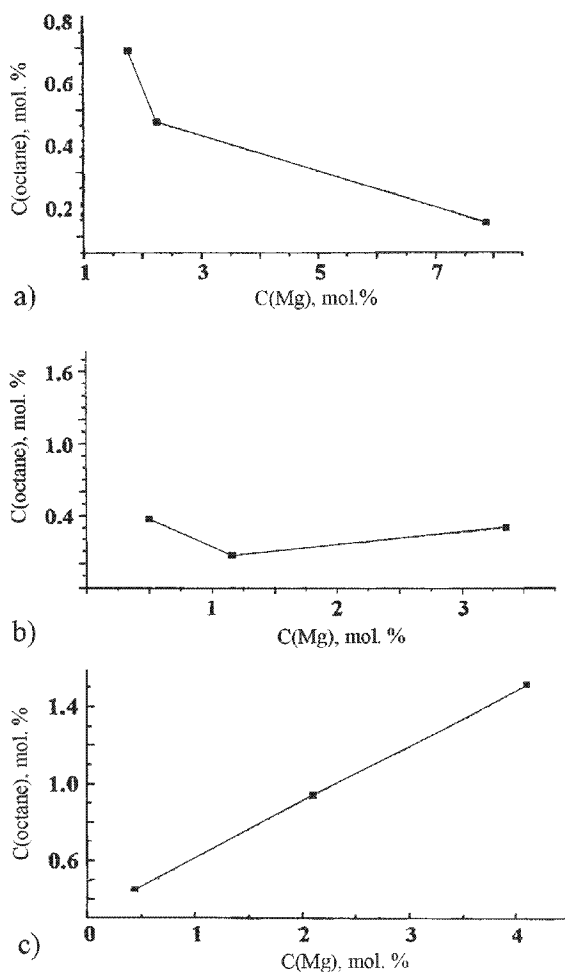 C(octane), mol. %
0.8
0.6
0.4
0.2
1 3 5 7
C(Mg), mol.%
a)
C(octane), mol. %
1.6
1.0
0.4
1 2 3
C(Mg), mol. %
b)
C(octane), mol. %
1.4
1.0
0.6
0 1 2 3 4
C(Mg), mol. %
c)